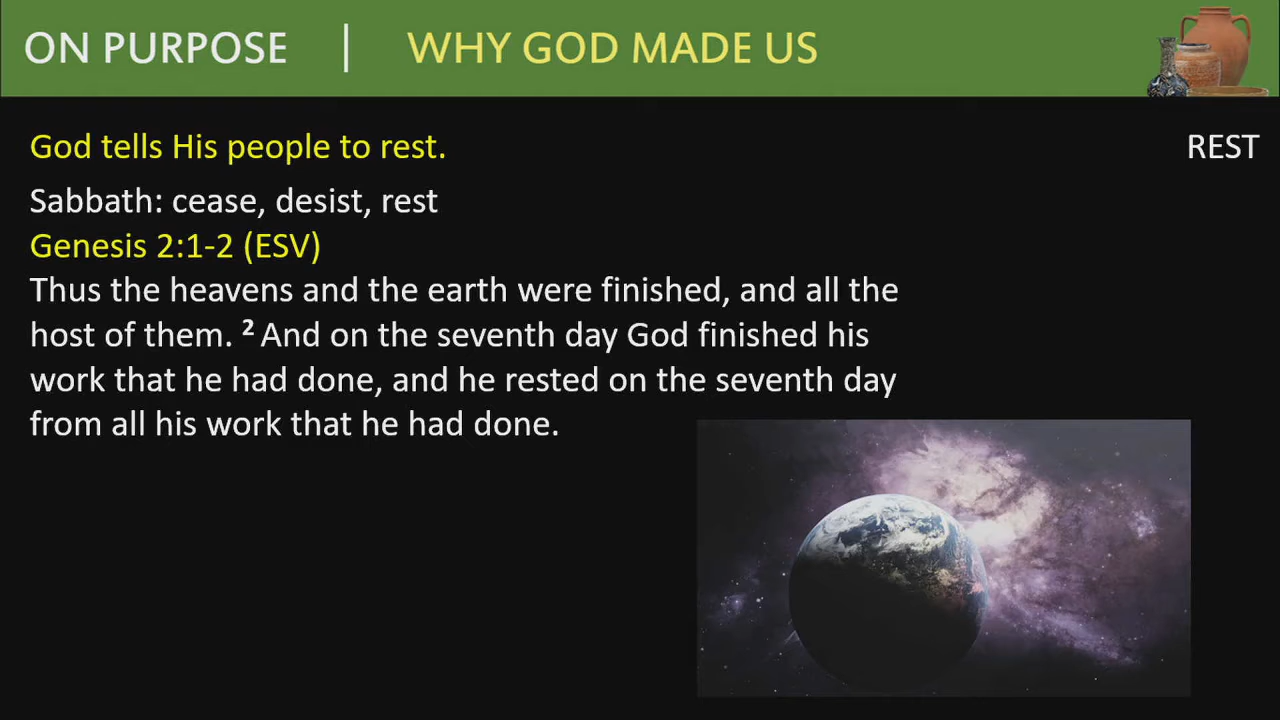 ON PURPOSE | WHY GOD MADE US
God tells His people to rest.
REST
Sabbath: cease, desist, rest
Genesis 2:1-2 (ESV)
Thus the heavens and the earth were finished, and all the
host of them. ² And on the seventh day God finished his
work that he had done, and he rested on the seventh day
from all his work that he had done.